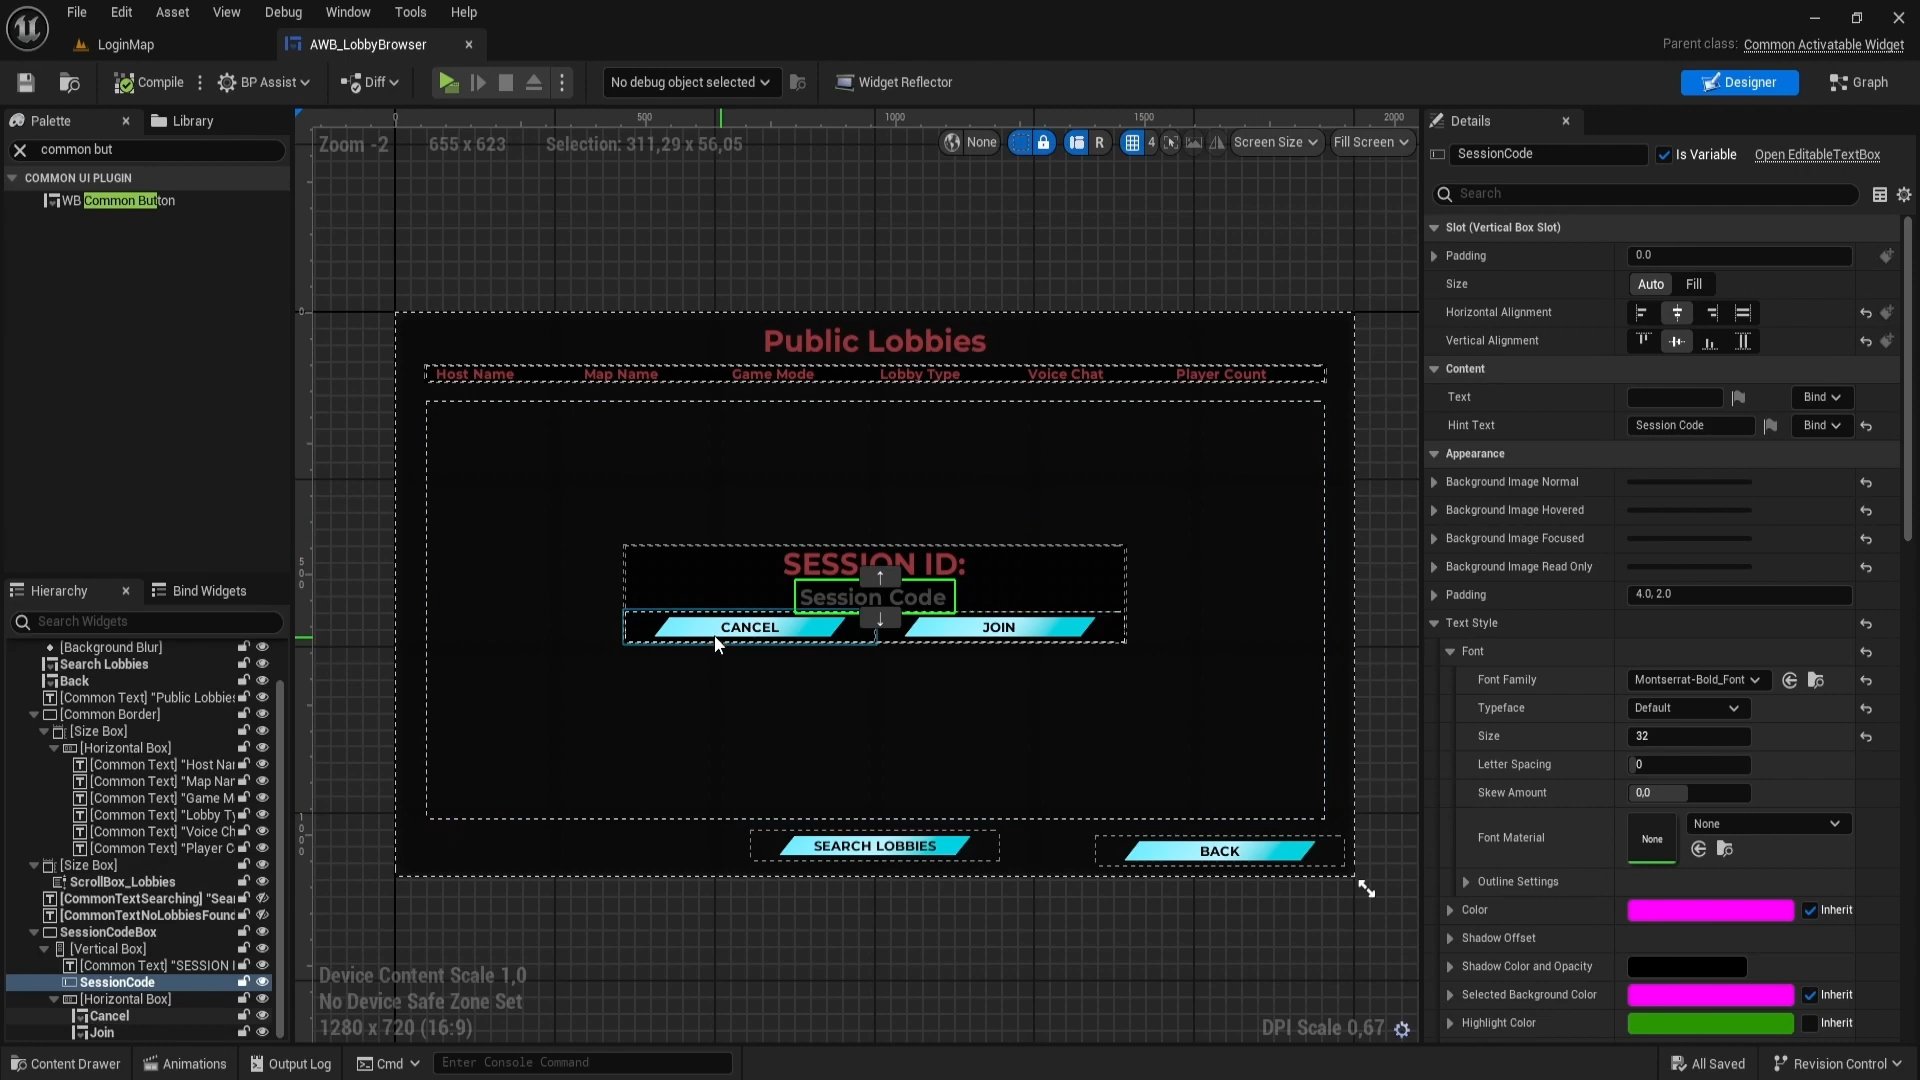 File Edit Asset View Debug Window Tools Help
LoginMap
AWB_LobbyBrowser
Parent class: Common Activatable Widget
Compile
BP Assist
Diff
No debug object selected
Widget Reflector
Designer
Graph
Palette
Library
common but
COMMON UI PLUGIN
WB Common Button
Hierarchy
Bind Widgets
Search Widgets
[Background Blur]
Search Lobbies
Back
[Common Text] "Public Lobbies
[Common Border]
[Size Box]
[Horizontal Box]
[Common Text] "Host Nar
[Common Text] "Map Nar
[Common Text] "Game M
[Common Text] "Lobby Ty
[Common Text] "Voice Ch
[Common Text] "Player C
[Size Box]
ScrollBox_Lobbies
[CommonTextSearching] "Sear
[CommonTextNoLobbiesFound
SessionCodeBox
[Vertical Box]
[Common Text] "SESSION I
SessionCode
[Horizontal Box]
Cancel
Join
0 500 1000 1500 2000
Zoom -2
655 x 623
Selection: 311,29 x 56,05
None
R
4
Screen Size
Fill Screen
0
500
1000
Public Lobbies
Host Name Map Name Game Mode Lobby Type Voice Chat Player Count
SESSION ID:
Session Code
CANCEL
JOIN
SEARCH LOBBIES
BACK
Device Content Scale 1,0
No Device Safe Zone Set
1280 x 720 (16:9)
DPI Scale 0,67
Details
SessionCode
Is Variable
Open EditableTextBox
Search
Slot (Vertical Box Slot)
Padding 0.0
Size Auto Fill
Horizontal Alignment
Vertical Alignment
Content
Text Bind
Hint Text Session Code Bind
Appearance
Background Image Normal
Background Image Hovered
Background Image Focused
Background Image Read Only
Padding 4.0, 2.0
Text Style
Font
Font Family Montserrat-Bold_Font
Typeface Default
Size 32
Letter Spacing 0
Skew Amount 0,0
Font Material None None
Outline Settings
Color Inherit
Shadow Offset
Shadow Color and Opacity
Selected Background Color Inherit
Highlight Color Inherit
Content Drawer
Animations
Output Log
Cmd
Enter Console Command
All Saved
Revision Control